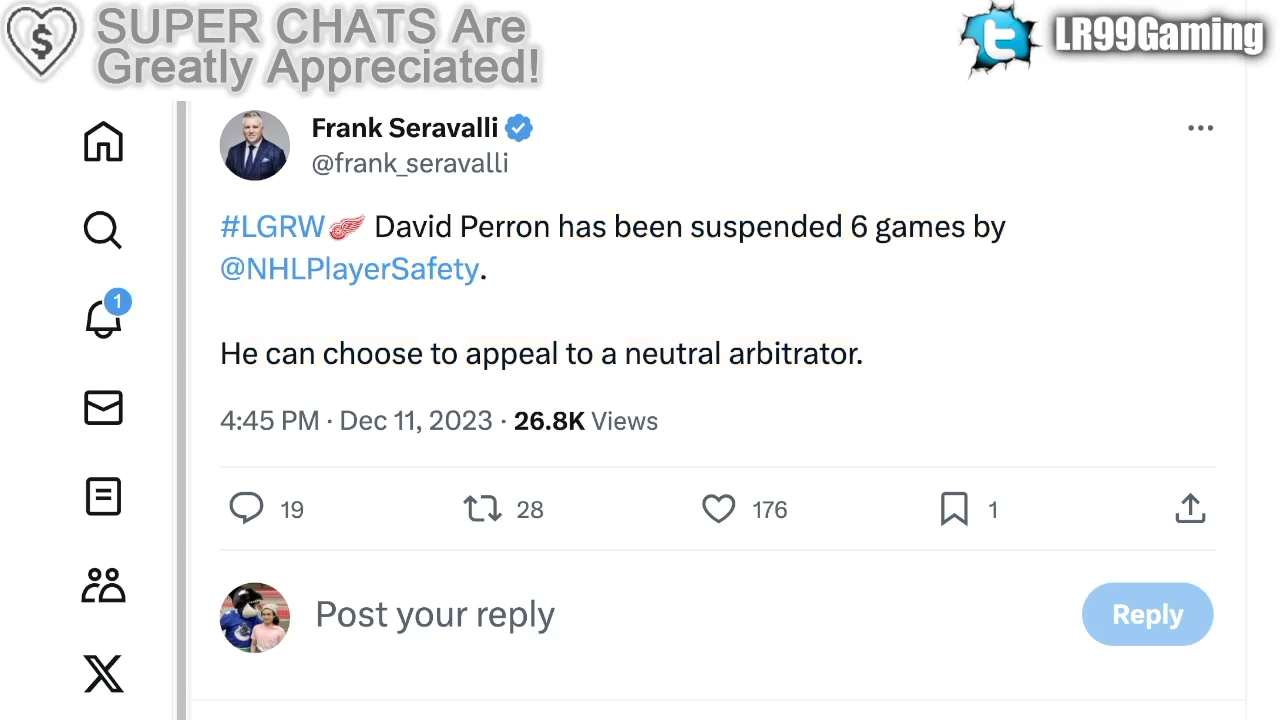 SUPER CHATS Are
Greatly Appreciated!
LR99Gaming
Frank Seravalli
@frank_seravalli
#LGRW David Perron has been suspended 6 games by
@NHLPlayerSafety.
He can choose to appeal to a neutral arbitrator.
4:45 PM · Dec 11, 2023 · 26.8K Views
1
19 28 176 1
Post your reply
Reply